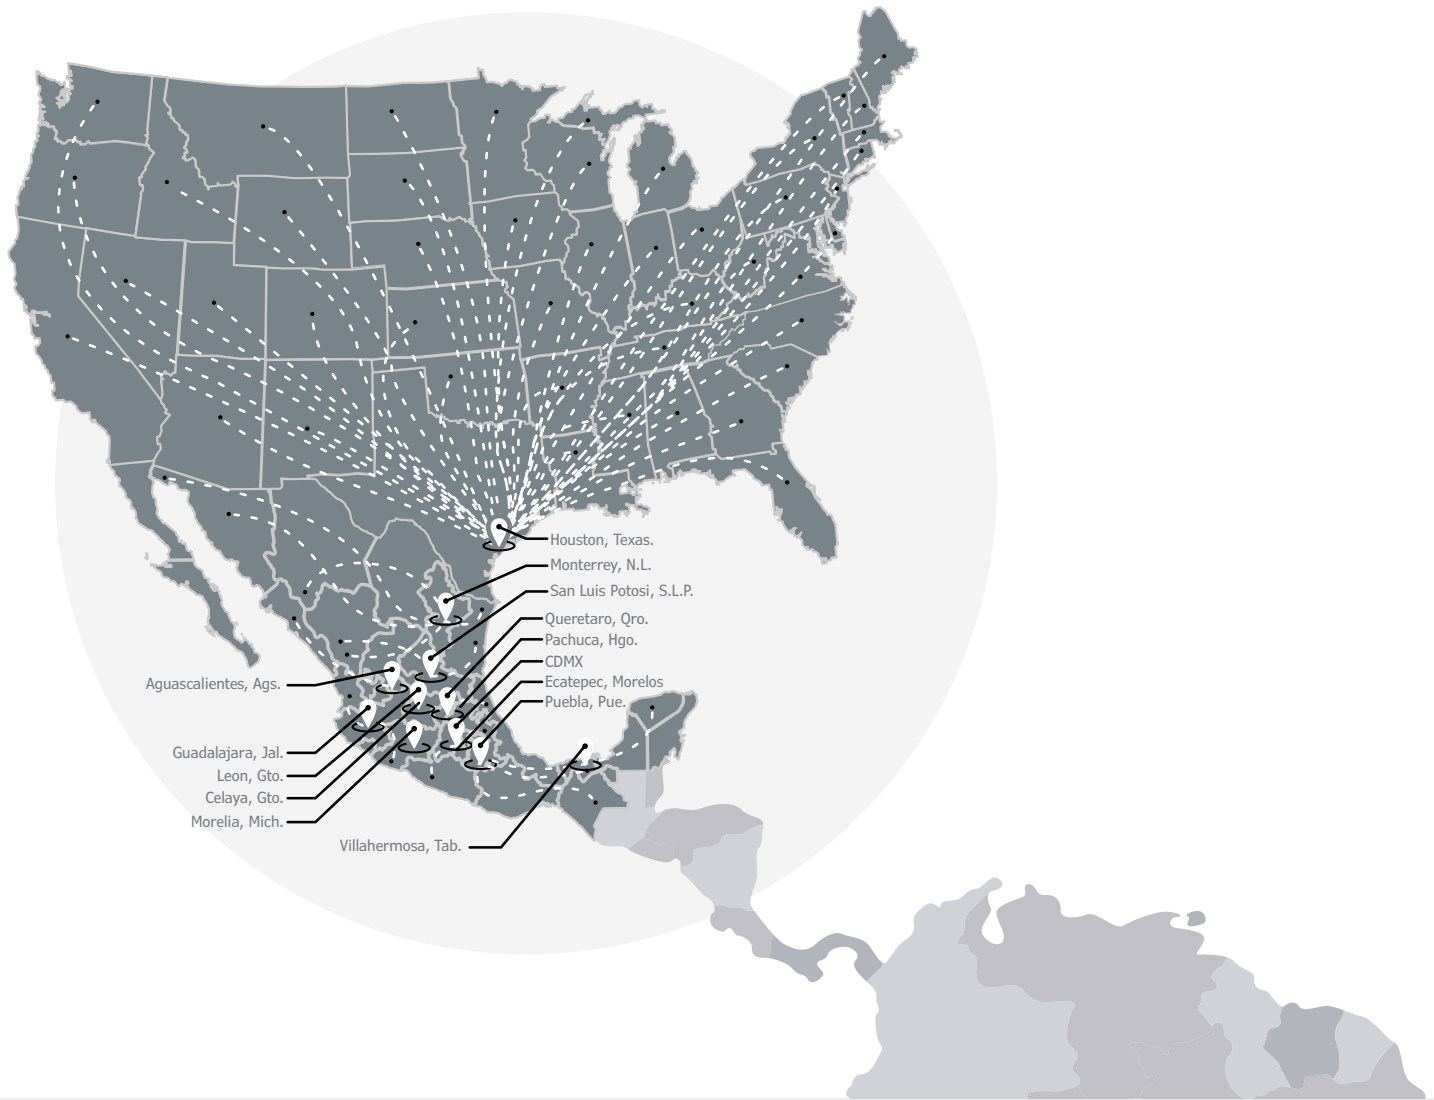 Houston, Texas.
Monterrey, N.L.
San Luis Potosi, S.L.P.
Queretaro, Qro.
Pachuca, Hgo.
CDMX
Ecatepec, Morelos
Puebla, Pue.
Aguascalientes, Ags.
Guadalajara, Jal.
Leon, Gto.
Celaya, Gto.
Morelia, Mich.
Villahermosa, Tab.